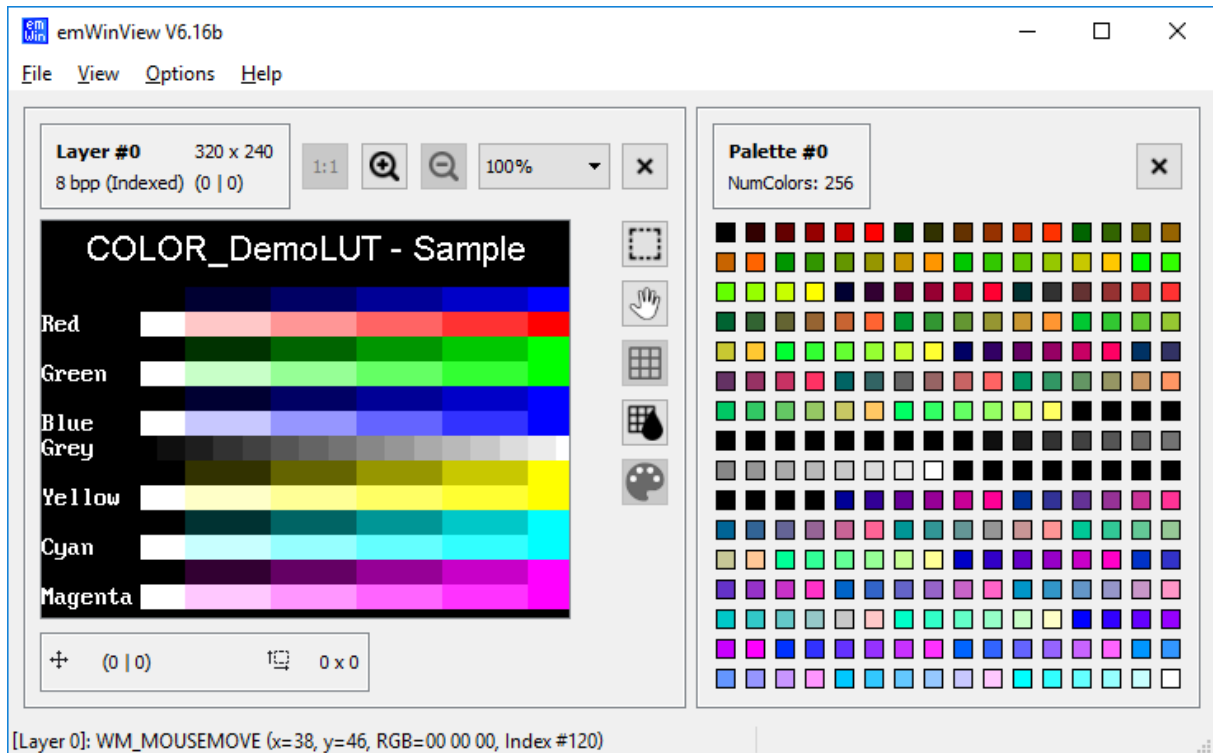 em
Win
emWinView V6.16b
File View Options Help
Layer #0 320 x 240
8 bpp (Indexed) (0 | 0)
1:1
100%
Palette #0
NumColors: 256
COLOR_DemoLUT - Sample
Red
Green
Blue
Grey
Yellow
Cyan
Magenta
(0 | 0) 0 x 0
[Layer 0]: WM_MOUSEMOVE (x=38, y=46, RGB=00 00 00, Index #120)